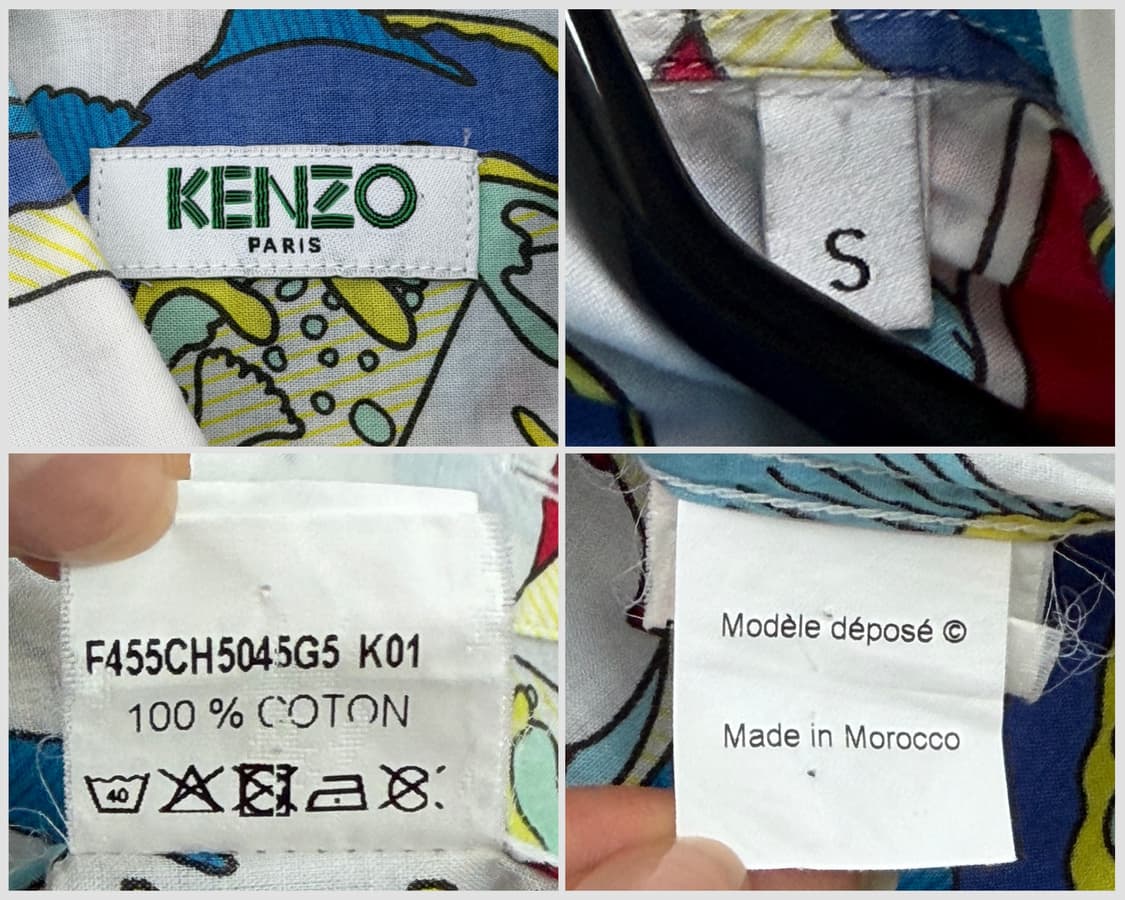 KENZO
PARIS
S
F455CH5045G5 K01
100 % COTON
40
Modèle déposé ©
Made in Morocco